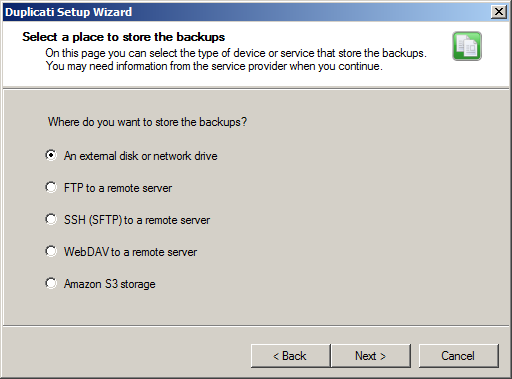 Duplicati Setup Wizard
Select a place to store the backups
On this page you can select the type of device or service that store the backups.
You may need information from the service provider when you continue.
Where do you want to store the backups?
An external disk or network drive
FTP to a remote server
SSH (SFTP) to a remote server
WebDAV to a remote server
Amazon S3 storage
< Back
Next >
Cancel